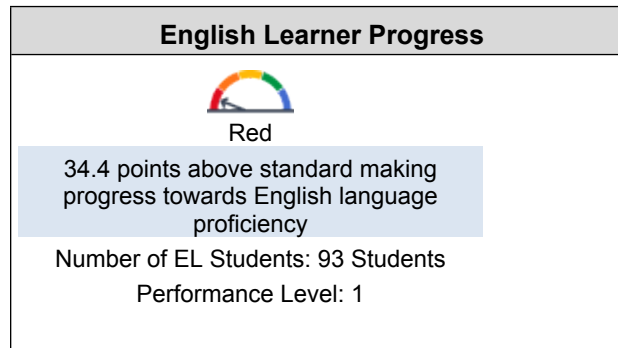 English Learner Progress
Red
34.4 points above standard making
progress towards English language
proficiency
Number of EL Students: 93 Students
Performance Level: 1